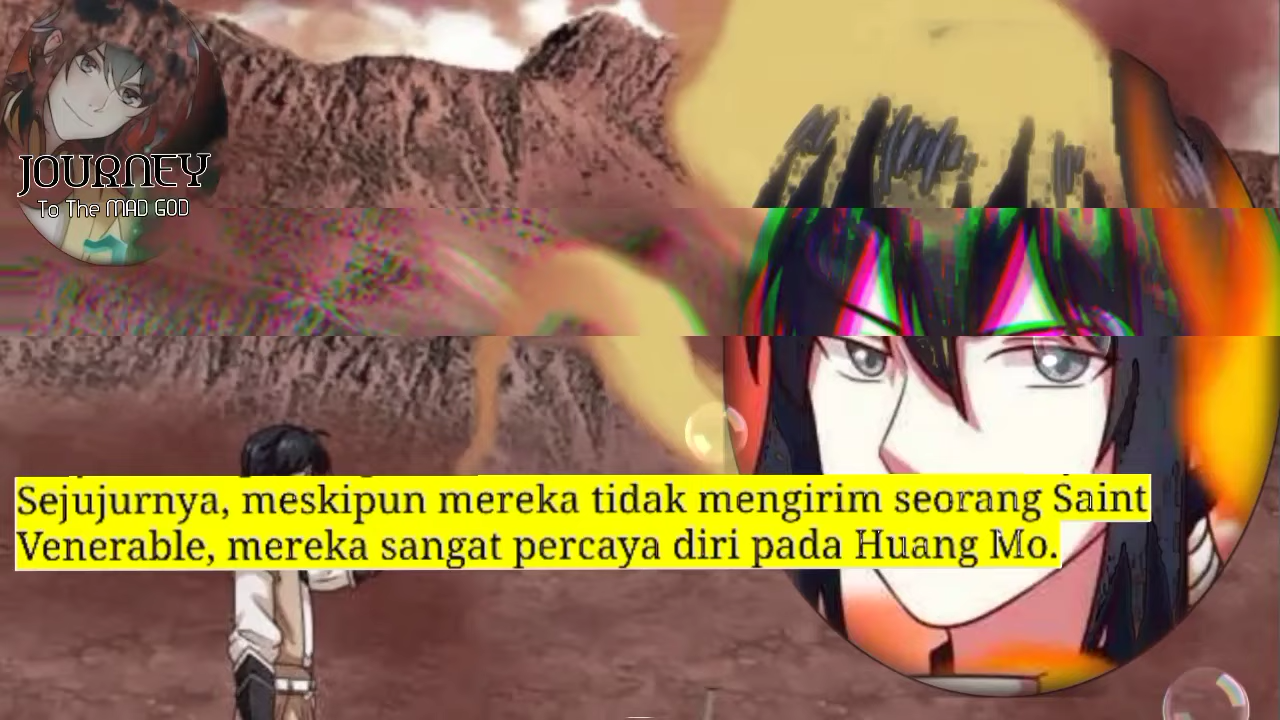 JOURNEY
To The MAD GOD
Sejujurnya, meskipun mereka tidak mengirim seorang Saint
Venerable, mereka sangat percaya diri pada Huang Mo.